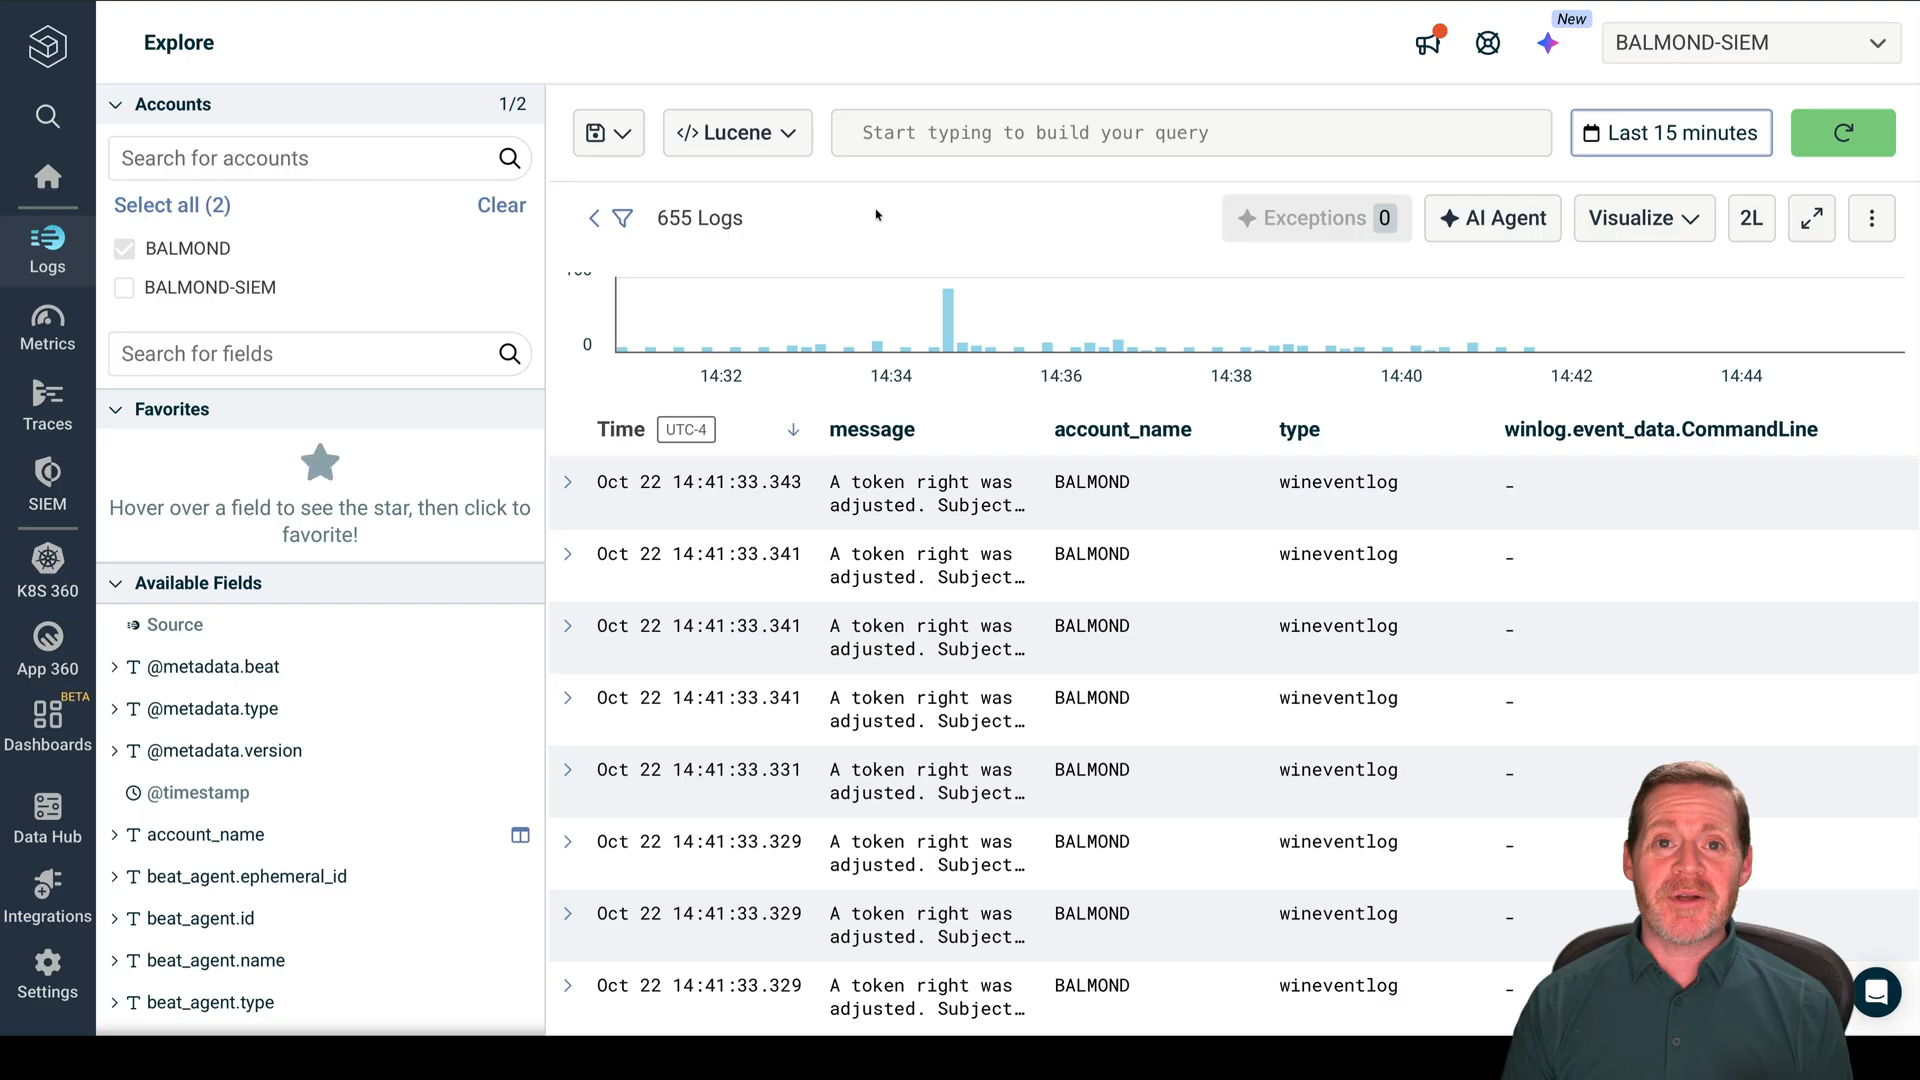 Explore
New
BALMOND-SIEM
Logs
Metrics
Traces
SIEM
K8S 360
App 360
BETA
Dashboards
Data Hub
Integrations
Settings
Accounts 1/2
Search for accounts
Select all (2) Clear
BALMOND
BALMOND-SIEM
Search for fields
Favorites
Hover over a field to see the star, then click to
favorite!
Available Fields
Source
T @metadata.beat
T @metadata.type
T @metadata.version
@timestamp
T account_name
T beat_agent.ephemeral_id
T beat_agent.id
T beat_agent.name
T beat_agent.type
</> Lucene
Start typing to build your query
Last 15 minutes
655 Logs
Exceptions 0
AI Agent
Visualize
2L
0
14:32 14:34 14:36 14:38 14:40 14:42 14:44
Time UTC-4 message account_name type winlog.event_data.CommandLine
Oct 22 14:41:33.343 A token right was BALMOND wineventlog –
adjusted. Subject…
Oct 22 14:41:33.341 A token right was BALMOND wineventlog –
adjusted. Subject…
Oct 22 14:41:33.341 A token right was BALMOND wineventlog –
adjusted. Subject…
Oct 22 14:41:33.341 A token right was BALMOND wineventlog –
adjusted. Subject…
Oct 22 14:41:33.331 A token right was BALMOND wineventlog –
adjusted. Subject…
Oct 22 14:41:33.329 A token right was BALMOND wineventlog –
adjusted. Subject…
Oct 22 14:41:33.329 A token right was BALMOND wineventlog –
adjusted. Subject…
Oct 22 14:41:33.329 A token right was BALMOND wineventlog –
adjusted. Subject…